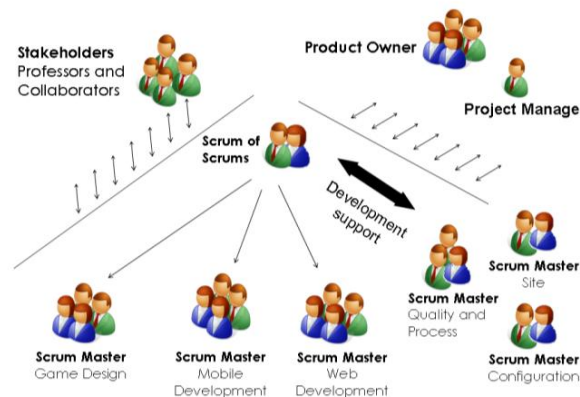 Stakeholders
Professors and
Collaborators
Product Owner
Project Manage
Scrum of
Scrums
Development
support
Scrum Master
Site
Scrum Master
Quality and
Process
Scrum Master
Configuration
Scrum Master
Game Design
Scrum Master
Mobile
Development
Scrum Master
Web
Development